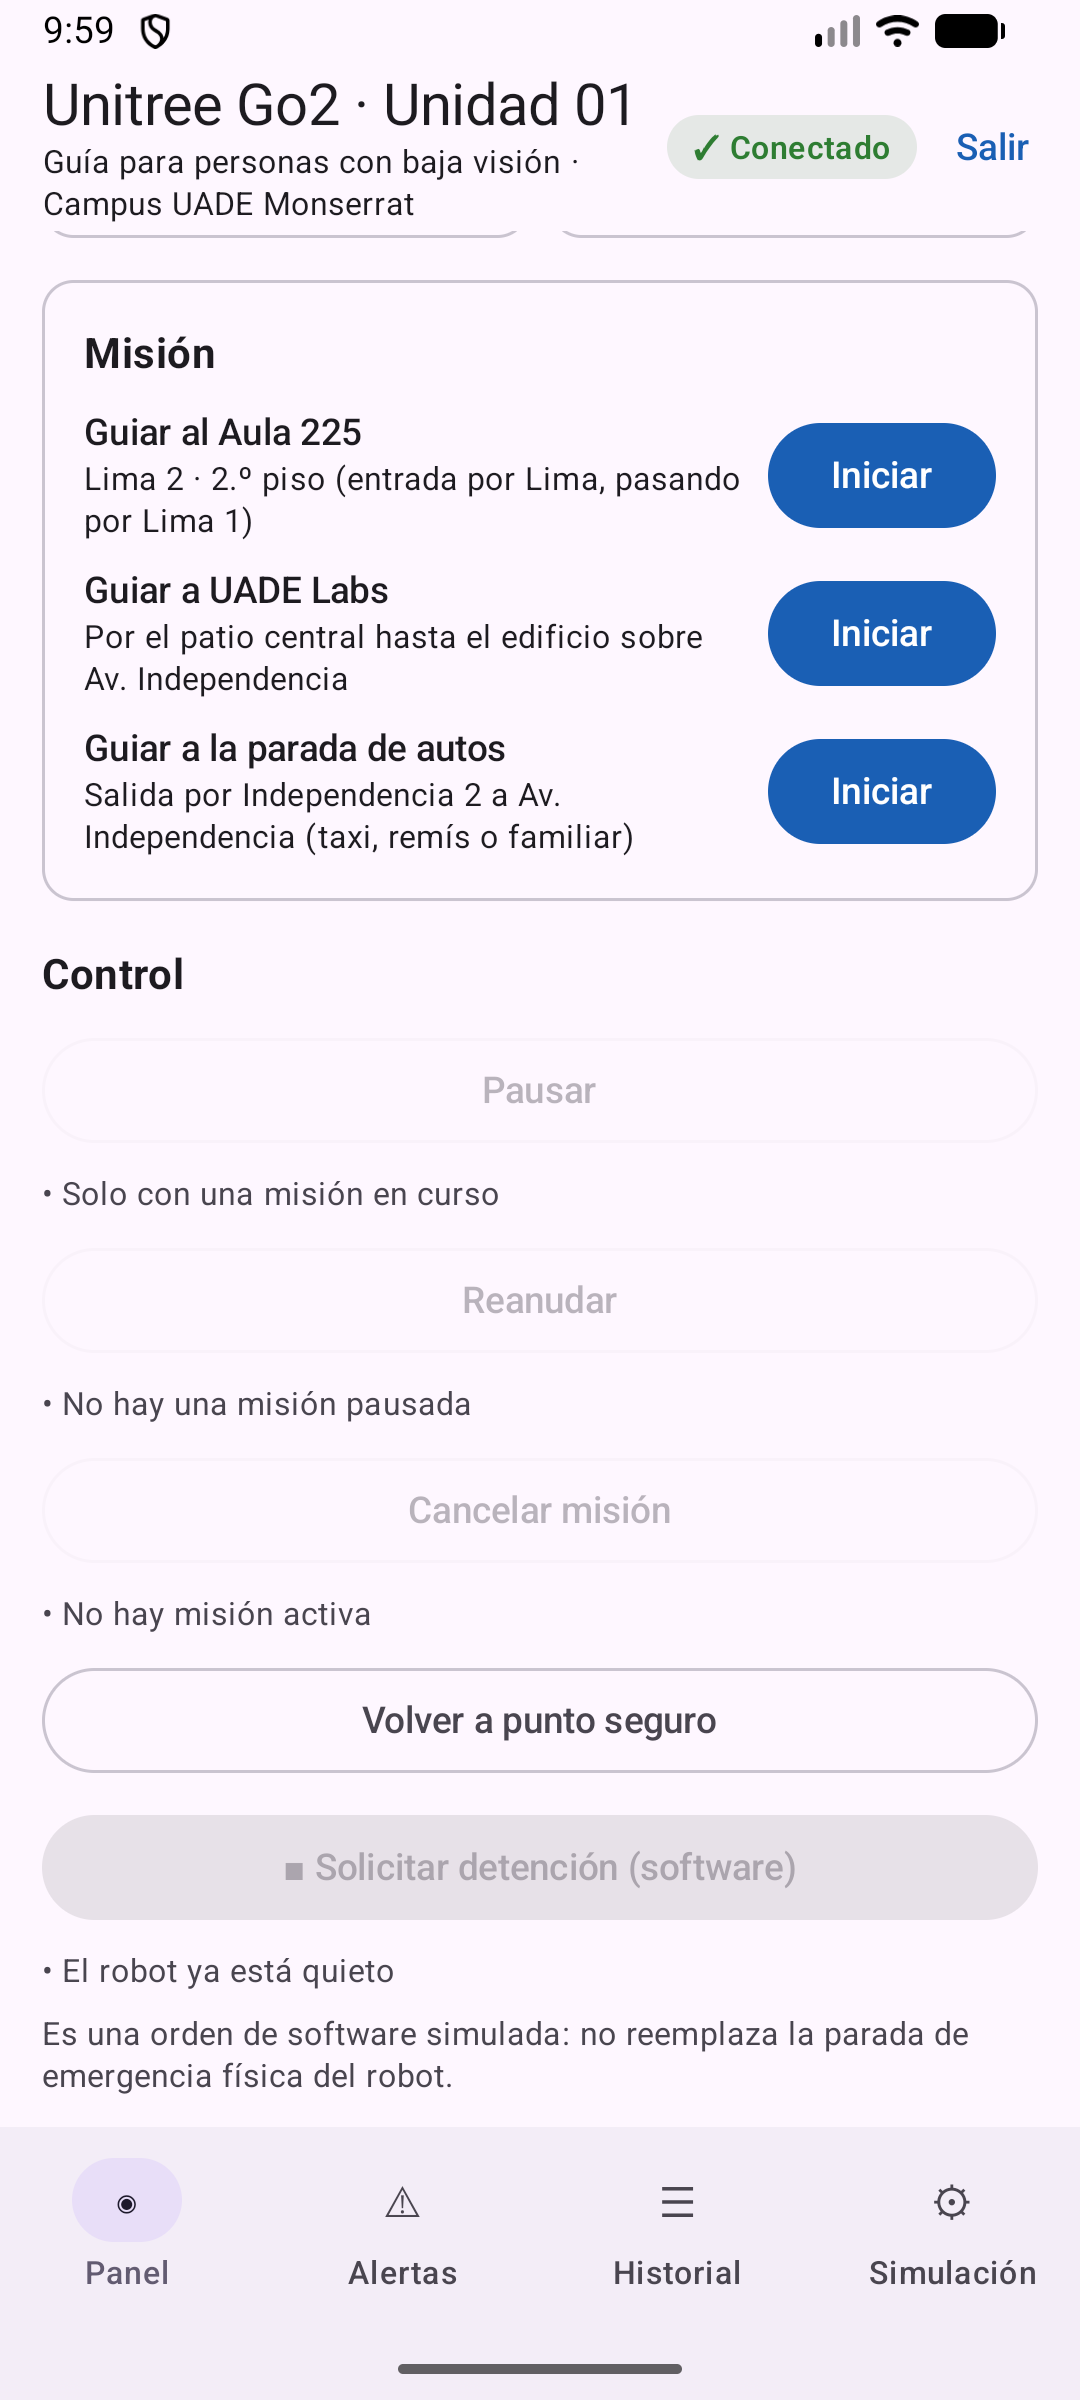 9:59
Unitree Go2 · Unidad 01
Guía para personas con baja visión ·
Campus UADE Monserrat
✓ Conectado
Salir
Misión
Guiar al Aula 225
Lima 2 · 2.º piso (entrada por Lima, pasando
por Lima 1)
Iniciar
Guiar a UADE Labs
Por el patio central hasta el edificio sobre
Av. Independencia
Iniciar
Guiar a la parada de autos
Salida por Independencia 2 a Av.
Independencia (taxi, remís o familiar)
Iniciar
Control
Pausar
• Solo con una misión en curso
Reanudar
• No hay una misión pausada
Cancelar misión
• No hay misión activa
Volver a punto seguro
■ Solicitar detención (software)
• El robot ya está quieto
Es una orden de software simulada: no reemplaza la parada de
emergencia física del robot.
Panel
Alertas
Historial
Simulación